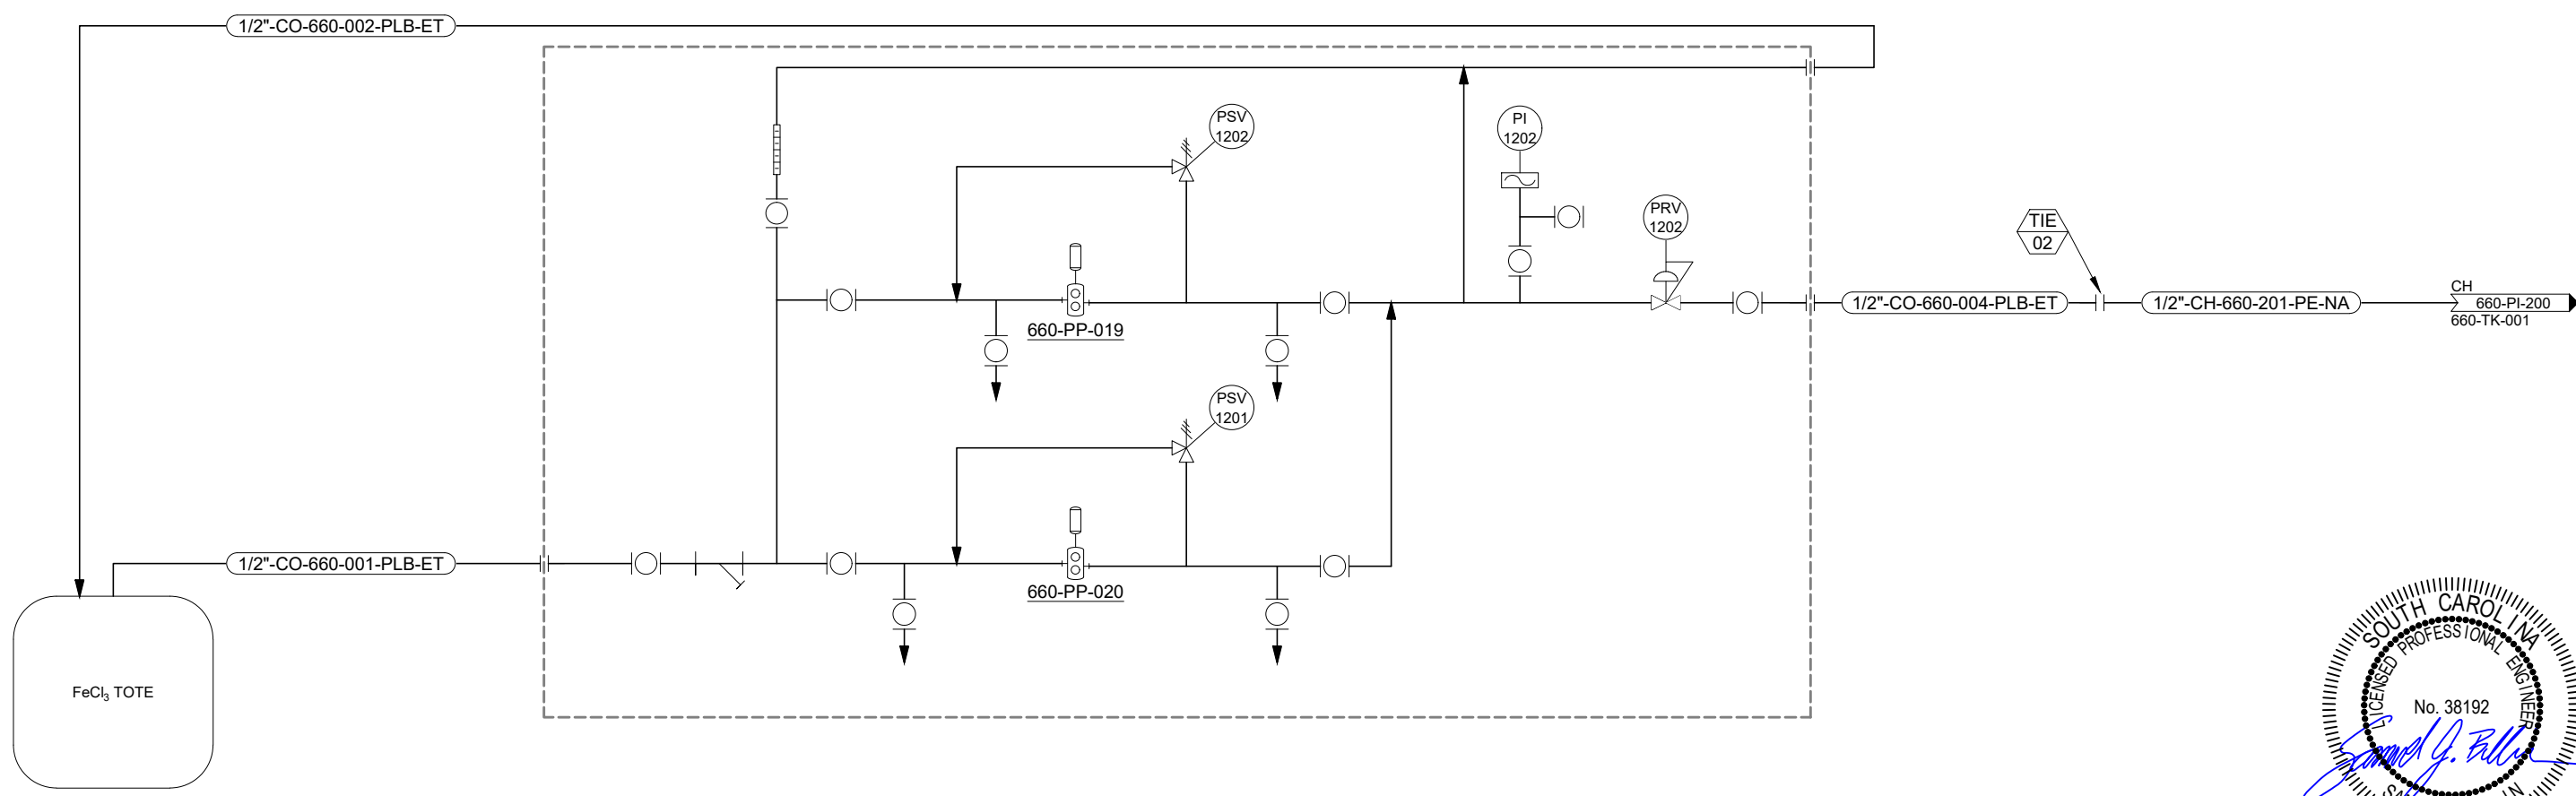 1/2"-CO-660-002-PLB-ET
PSV
1202
PI
1202
PRV
1202
TIE
02
660-PP-019
1/2"-CO-660-004-PLB-ET
1/2"-CH-660-201-PE-NA
CH
660-PI-200
660-TK-001
PSV
1201
1/2"-CO-660-001-PLB-ET
660-PP-020
FeCl₃ TOTE
SOUTH CAROLINA
LICENSED PROFESSIONAL ENGINEER
No. 38192